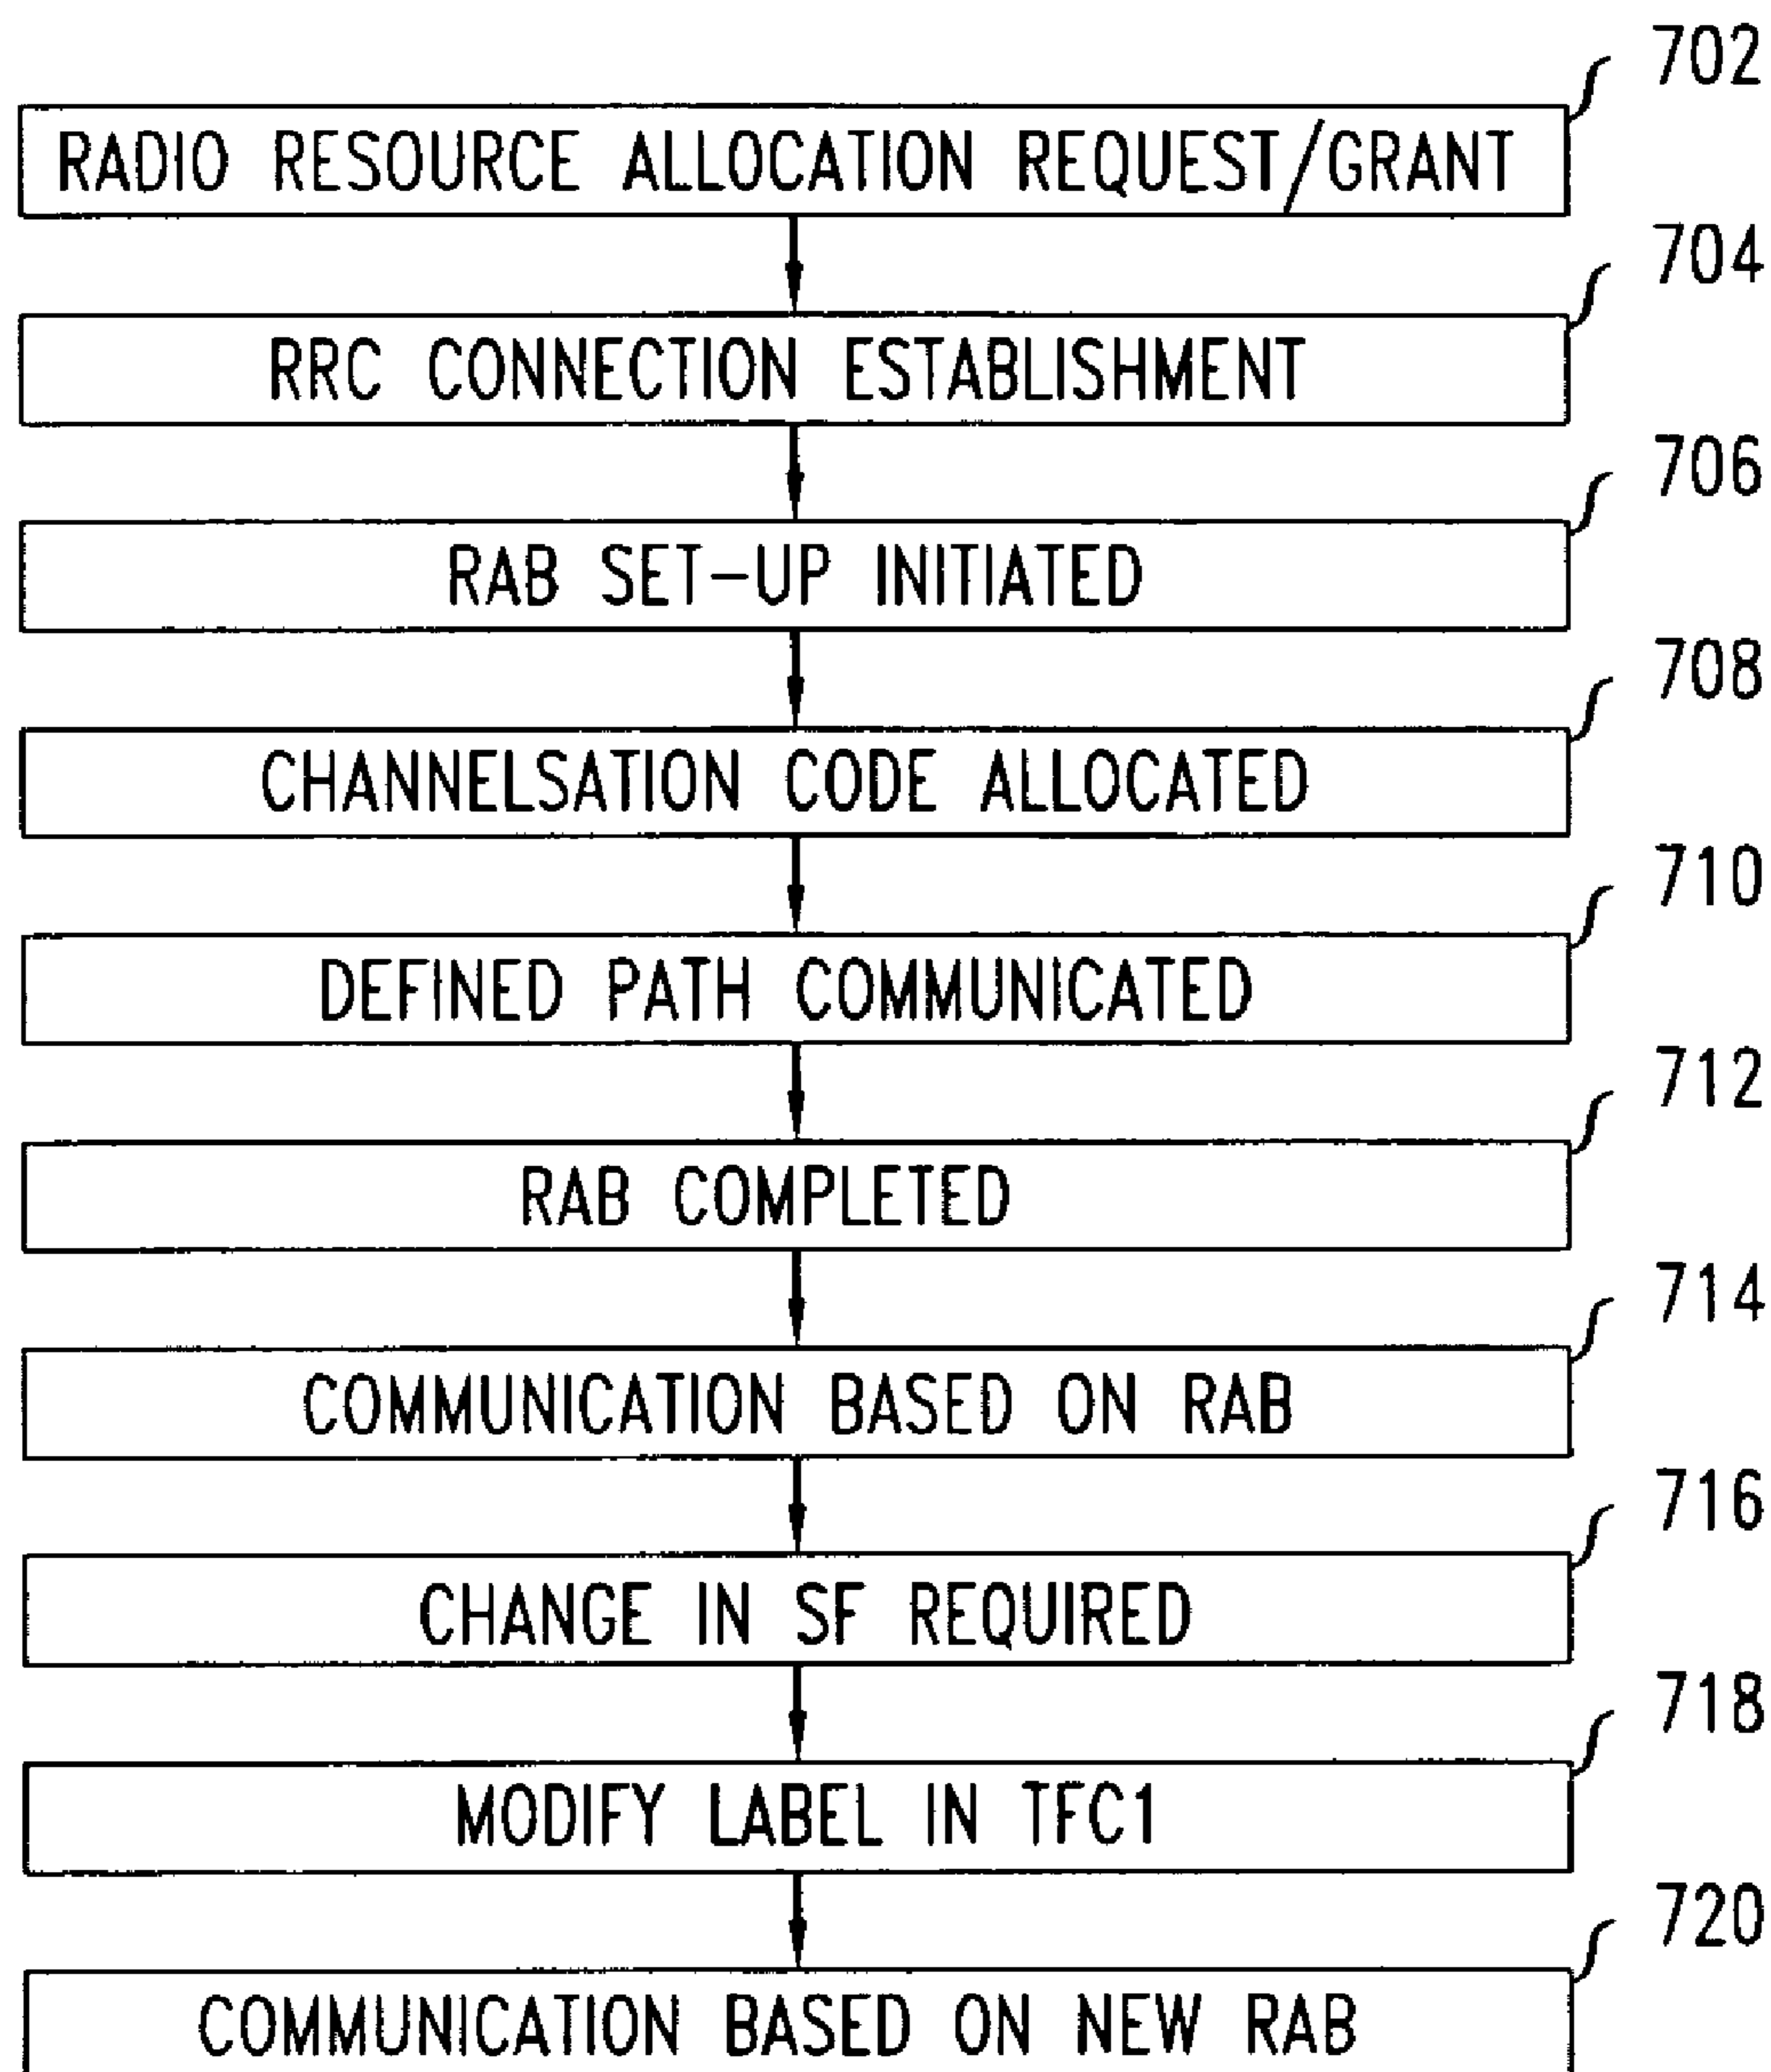 702
RADIO RESOURCE ALLOCATION REQUEST/GRANT
704
RRC CONNECTION ESTABLISHMENT
706
RAB SET-UP INITIATED
708
CHANNELSATION CODE ALLOCATED
710
DEFINED PATH COMMUNICATED
712
RAB COMPLETED
714
COMMUNICATION BASED ON RAB
716
CHANGE IN SF REQUIRED
718
MODIFY LABEL IN TFC1
720
COMMUNICATION BASED ON NEW RAB